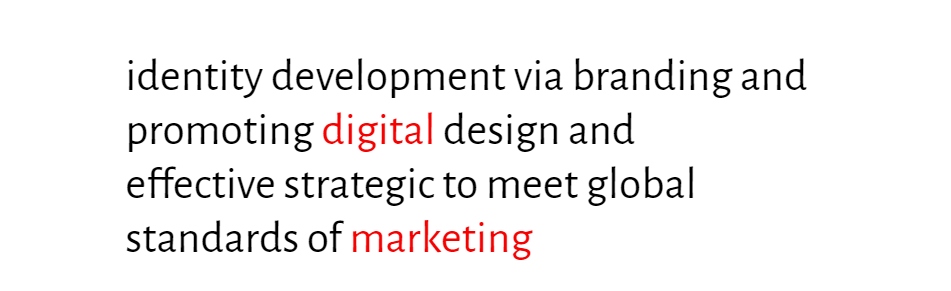 identity development via branding and
promoting digital design and
effective strategic to meet global
standards of marketing